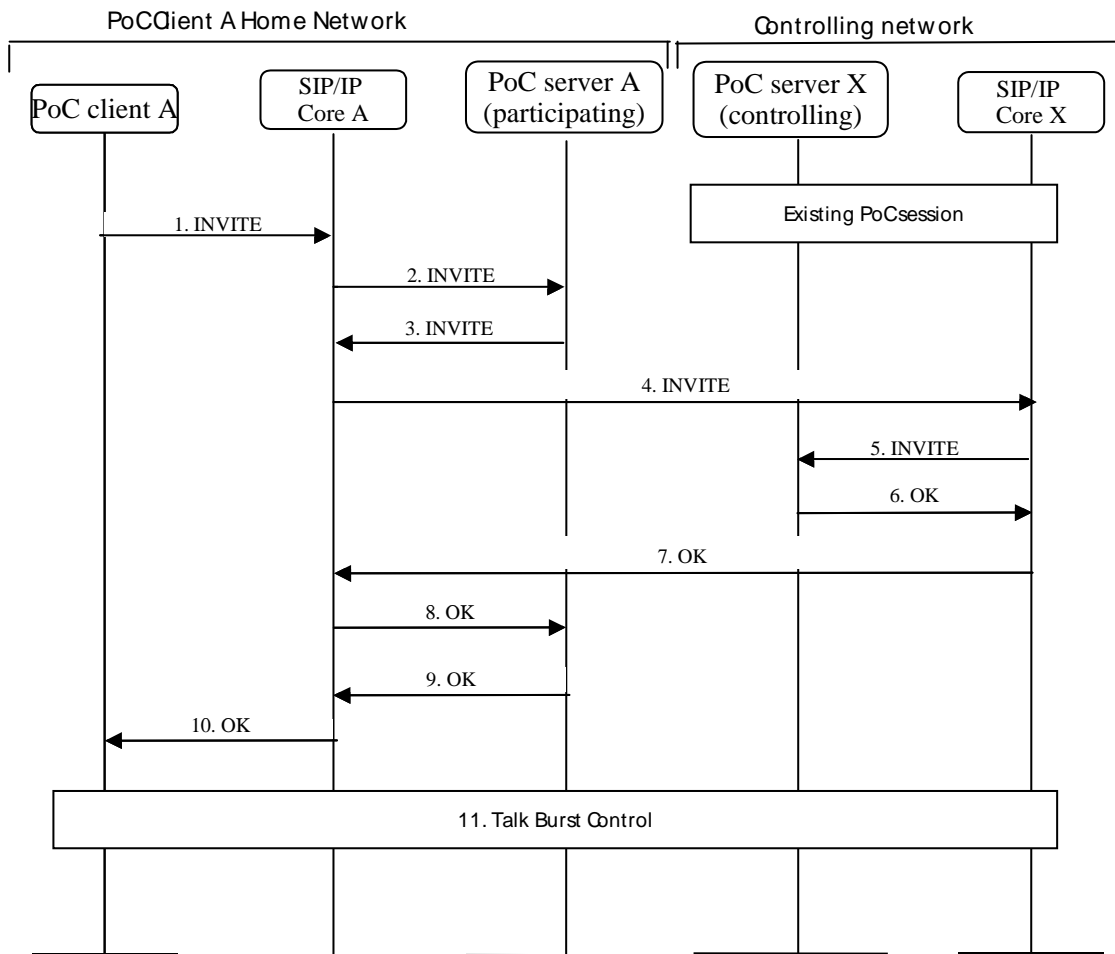 PoCClient A Home Network
Controlling network
PoC client A
SIP/IP
Core A
PoC server A
(participating)
PoC server X
(controlling)
SIP/IP
Core X
Existing PoCsession
1. INVITE
2. INVITE
3. INVITE
4. INVITE
5. INVITE
6. OK
7. OK
8. OK
9. OK
10. OK
11. Talk Burst Control